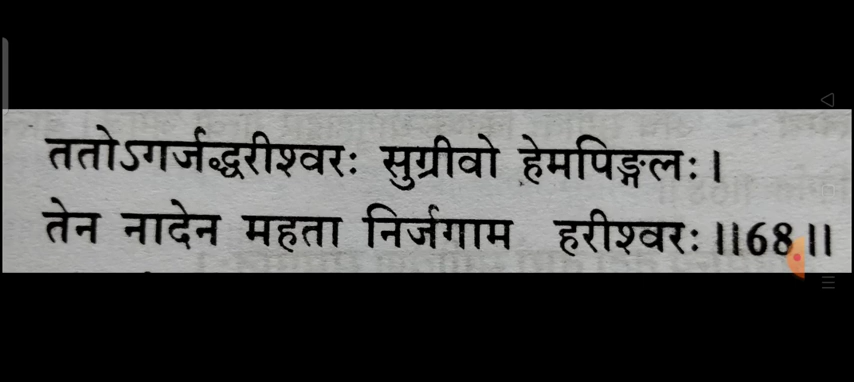 ततोऽगर्जद्धरीश्वरः सुग्रीवो हेमपिङ्गलः ।
तेन नादेन महता निर्जगाम हरीश्वरः ॥68॥